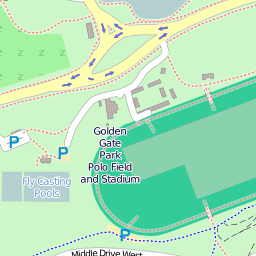 P
Golden
Gate
Park
Polo Field
and Stadium
P
Fly Casting
Pools
P
Middle Drive West